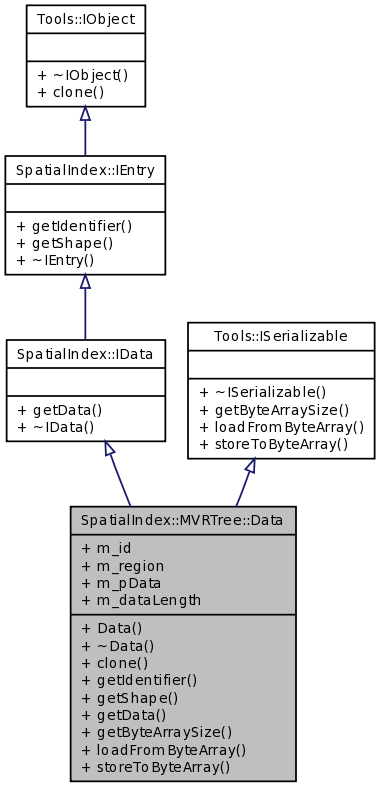 Tools::IObject
+ ~IObject()
+ clone()
SpatialIndex::IEntry
+ getIdentifier()
+ getShape()
+ ~IEntry()
SpatialIndex::IData
+ getData()
+ ~IData()
Tools::ISerializable
+ ~ISerializable()
+ getByteArraySize()
+ loadFromByteArray()
+ storeToByteArray()
SpatialIndex::MVRTree::Data
+ m_id
+ m_region
+ m_pData
+ m_dataLength
+ Data()
+ ~Data()
+ clone()
+ getIdentifier()
+ getShape()
+ getData()
+ getByteArraySize()
+ loadFromByteArray()
+ storeToByteArray()